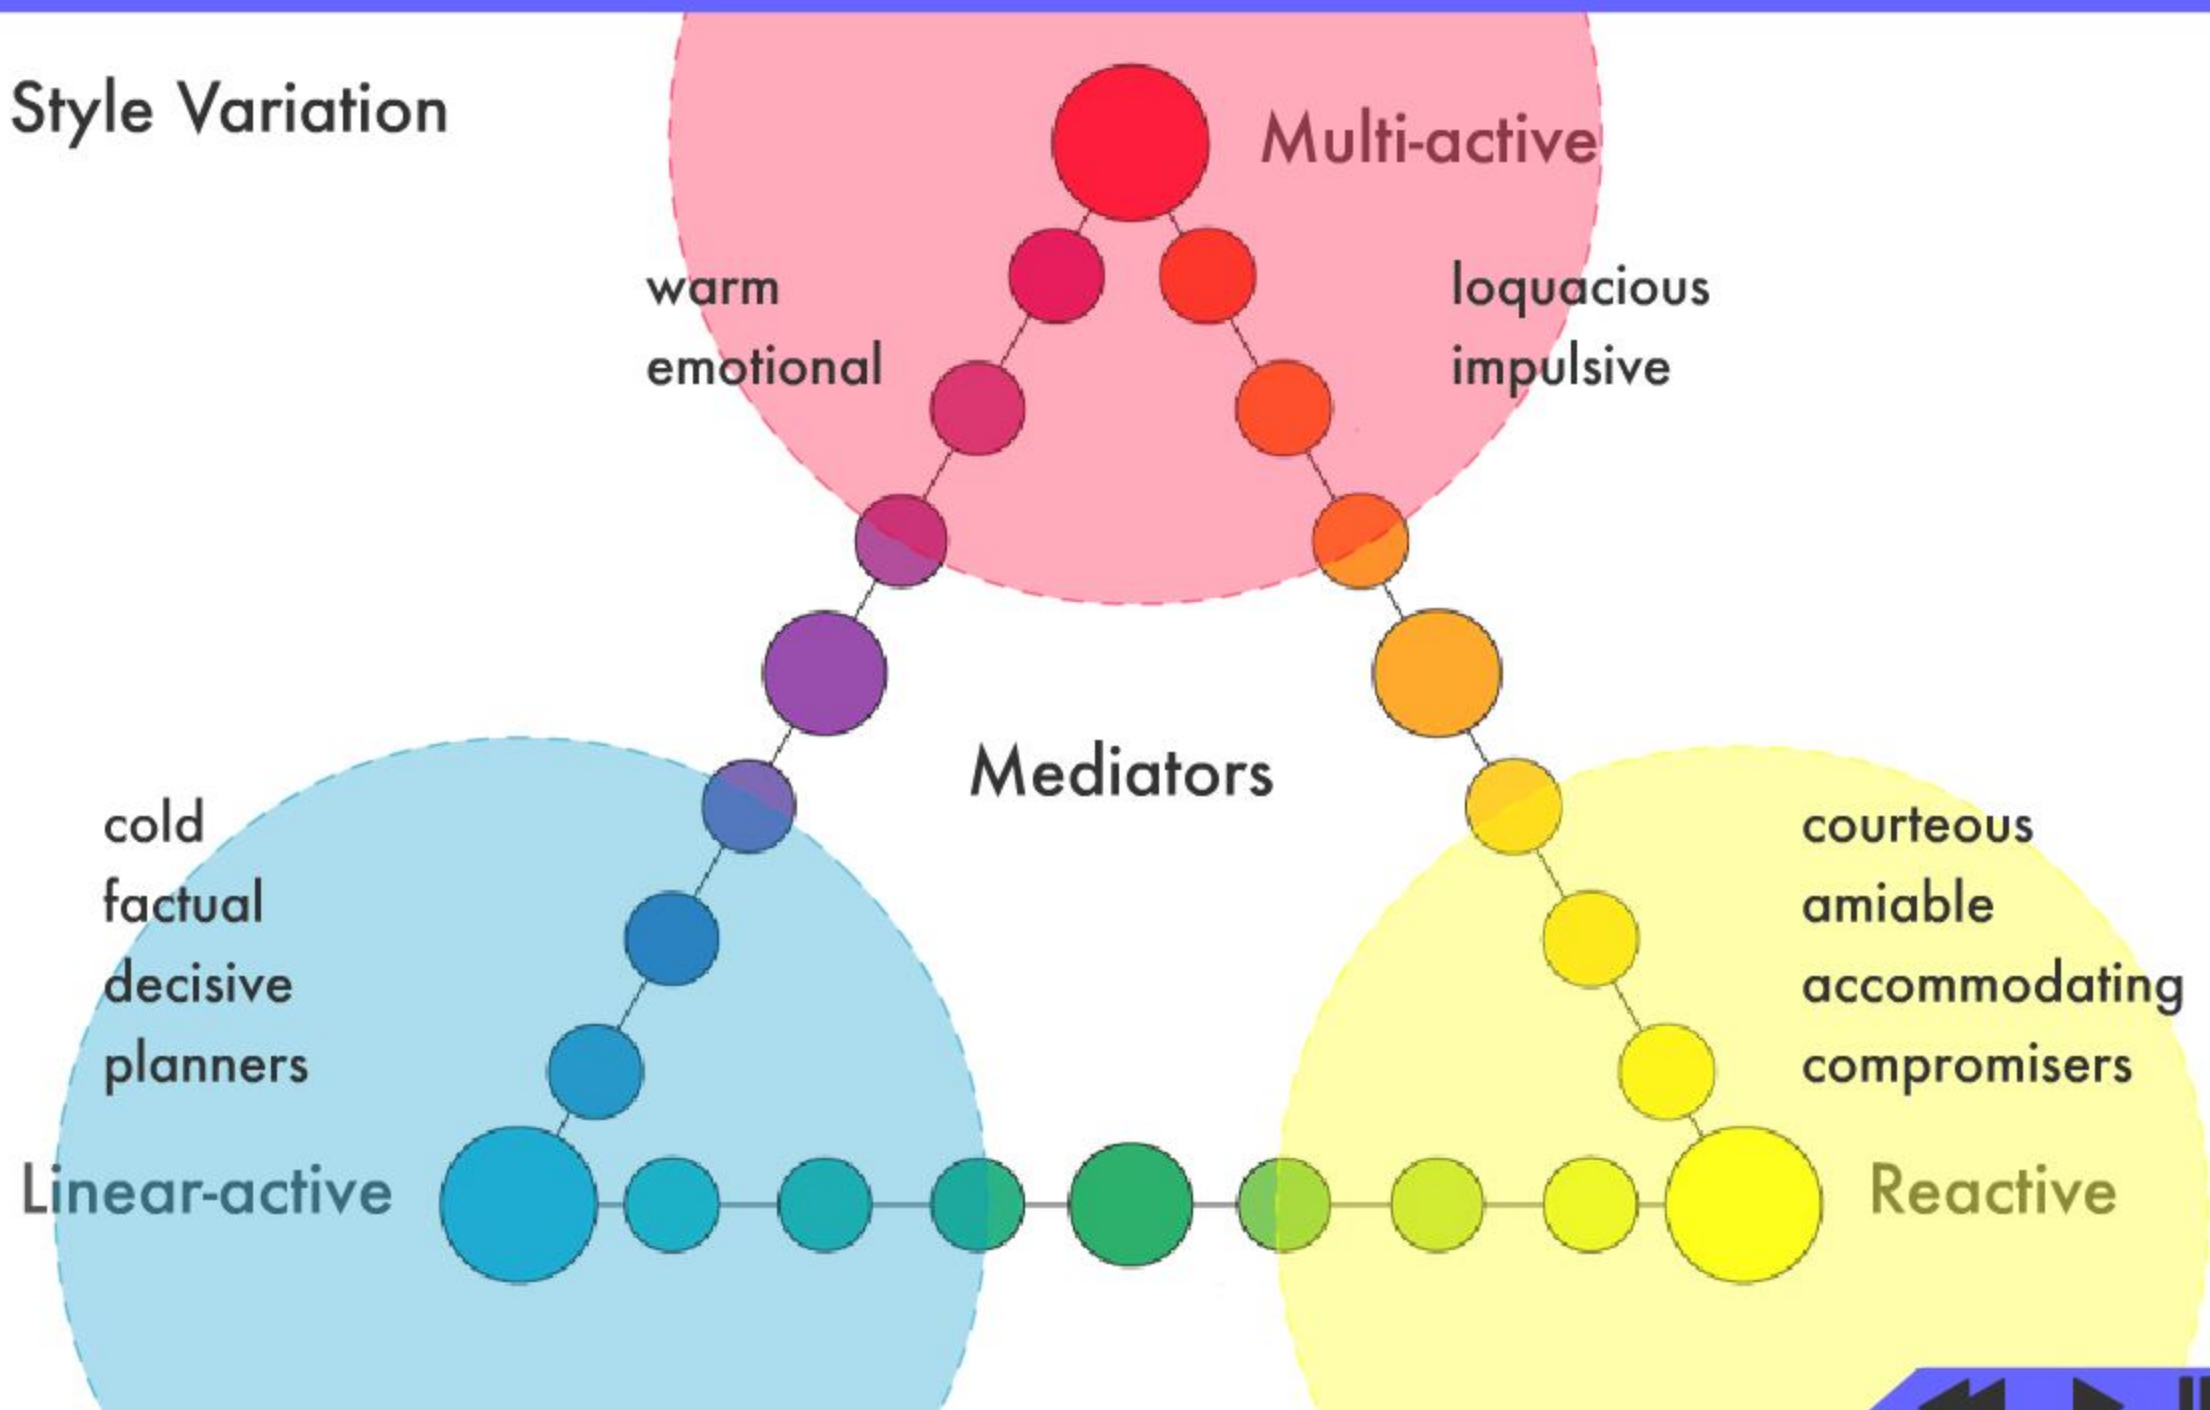 Style Variation
Multi-active
warm
emotional
loquacious
impulsive
Mediators
cold
factual
decisive
planners
Linear-active
courteous
amiable
accommodating
compromisers
Reactive